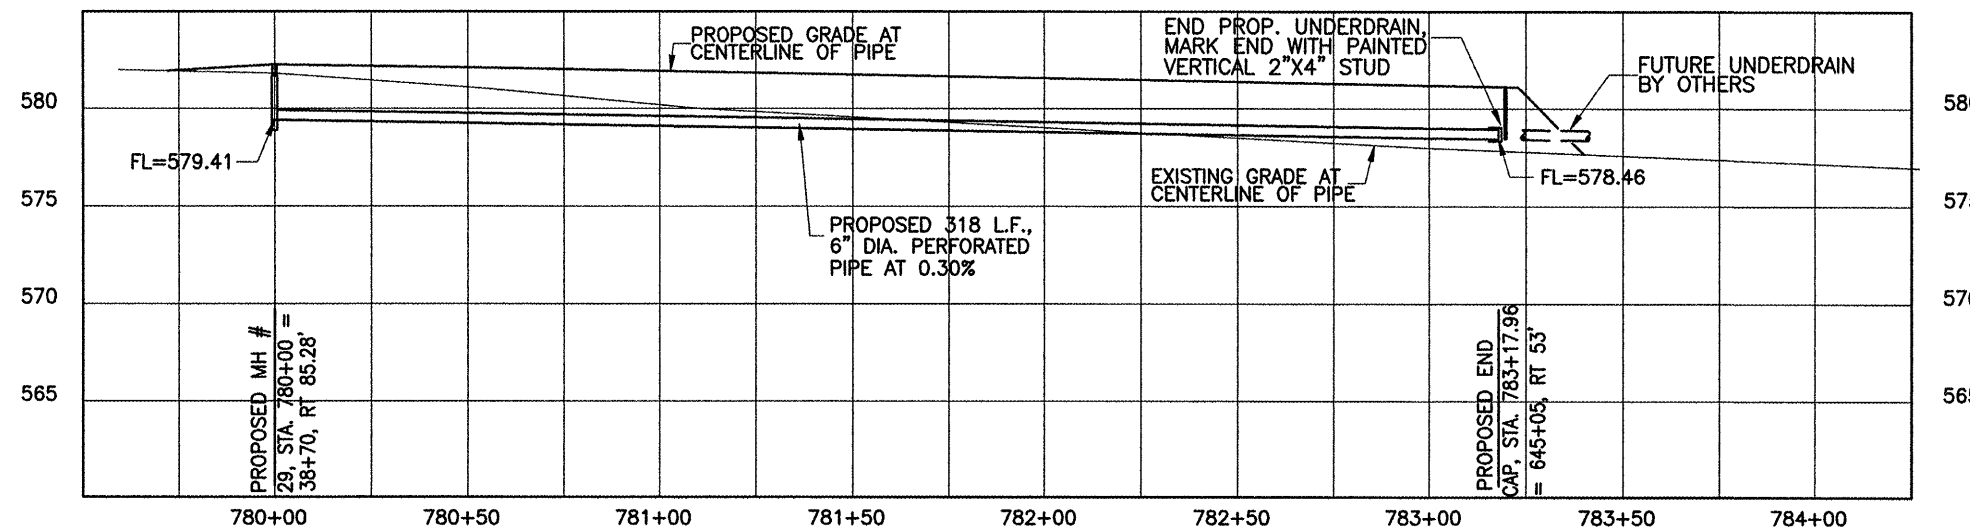 PROPOSED GRADE AT
CENTERLINE OF PIPE
END PROP. UNDERDRAIN,
MARK END WITH PAINTED
VERTICAL 2"X4" STUD
FUTURE UNDERDRAIN
BY OTHERS
580
580
FL=579.41
EXISTING GRADE AT
CENTERLINE OF PIPE
FL=578.46
575
575
PROPOSED 318 L.F.,
6" DIA. PERFORATED
PIPE AT 0.30%
570
570
PROPOSED MH #
29, STA. 780+00 =
38+70, RT 85.28'
PROPOSED END
CAP, STA. 783+17.96
= 645+05, RT 53'
565
565
780+00
780+50
781+00
781+50
782+00
782+50
783+00
783+50
784+00